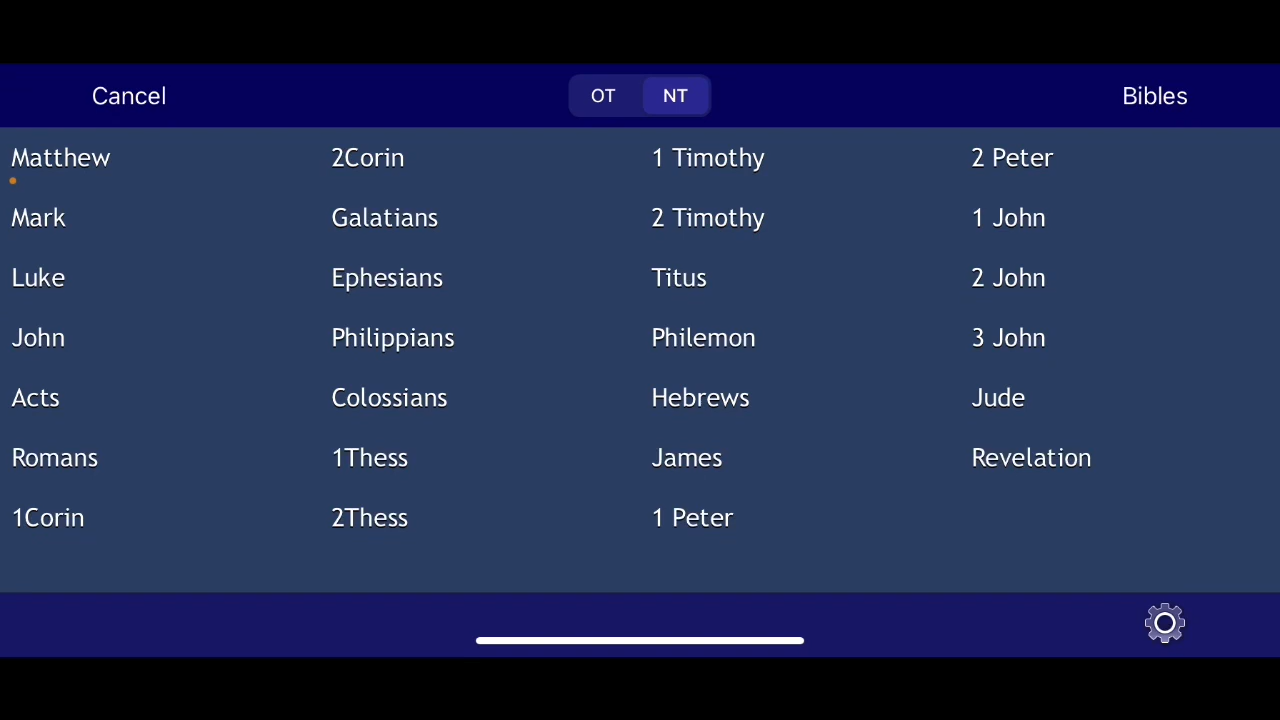 Cancel
OT
NT
Bibles
Matthew
Mark
Luke
John
Acts
Romans
1Corin
2Corin
Galatians
Ephesians
Philippians
Colossians
1Thess
2Thess
1 Timothy
2 Timothy
Titus
Philemon
Hebrews
James
1 Peter
2 Peter
1 John
2 John
3 John
Jude
Revelation